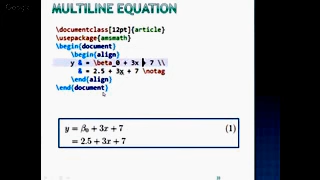 MULTILINE EQUATION
\documentclass[12pt]{article}
\usepackage{amsmath}
\begin{document}
\begin{align}
y & = \beta_0 + 3x + 7 \\
& = 2.5 + 3x + 7 \notag
\end{align}
\end{document}
y = β₀ + 3x + 7 (1)
= 2.5 + 3x + 7